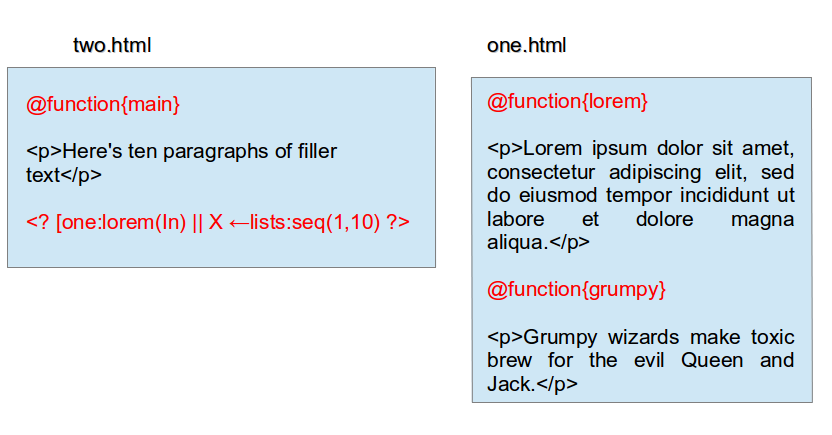 two.html
@function{main}
<p>Here's ten paragraphs of filler
text</p>
<? [one:lorem(In) || X ←lists:seq(1,10) ?>
one.html
@function{lorem}
<p>Lorem ipsum dolor sit amet,
consectetur adipiscing elit, sed
do eiusmod tempor incididunt ut
labore et dolore magna
aliqua.</p>
@function{grumpy}
<p>Grumpy wizards make toxic
brew for the evil Queen and
Jack.</p>